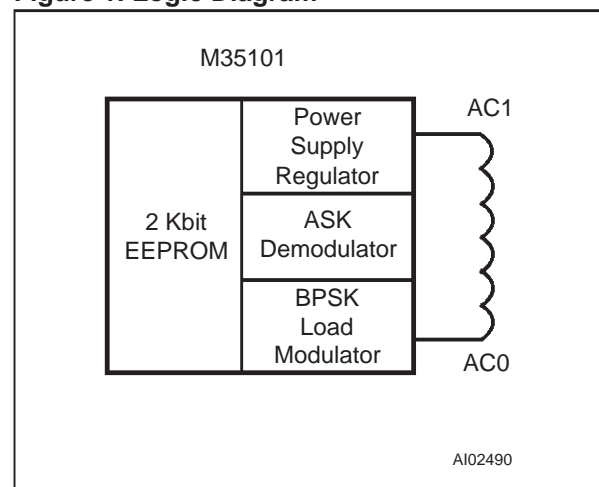 Figure 1. Logic Diagram
M35101
Power
Supply
Regulator
AC1
2 Kbit
EEPROM
ASK
Demodulator
BPSK
Load
Modulator
AC0
AI02490